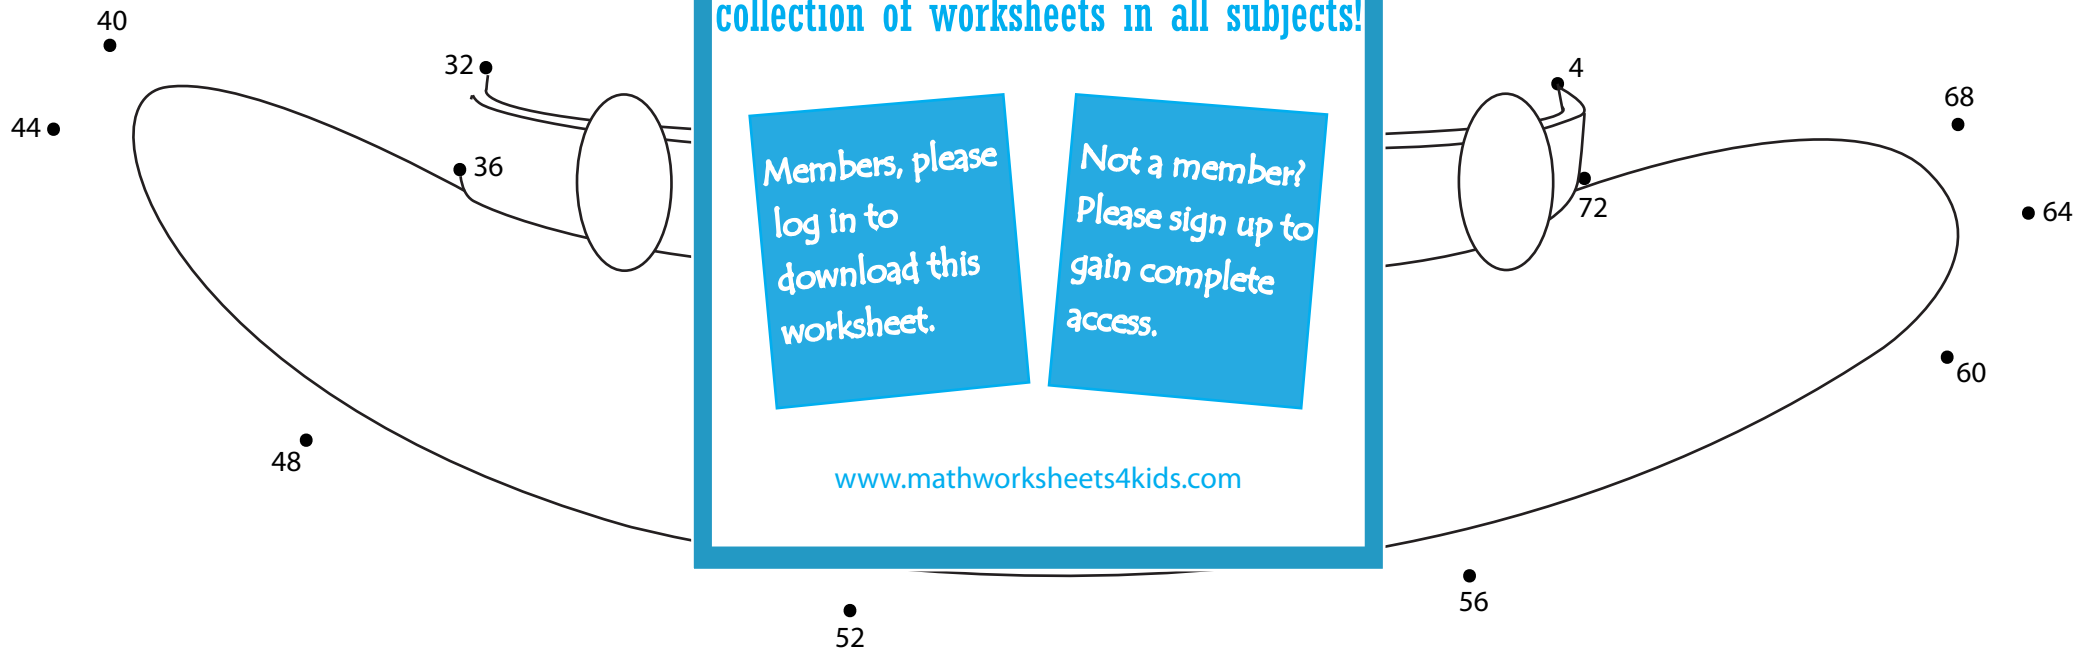 collection of worksheets in all subjects!
40
32
4
68
44
36
Members, please
log in to
download this
worksheet.
Not a member?
Please sign up to
gain complete
access.
72
64
60
48
www.mathworksheets4kids.com
56
52